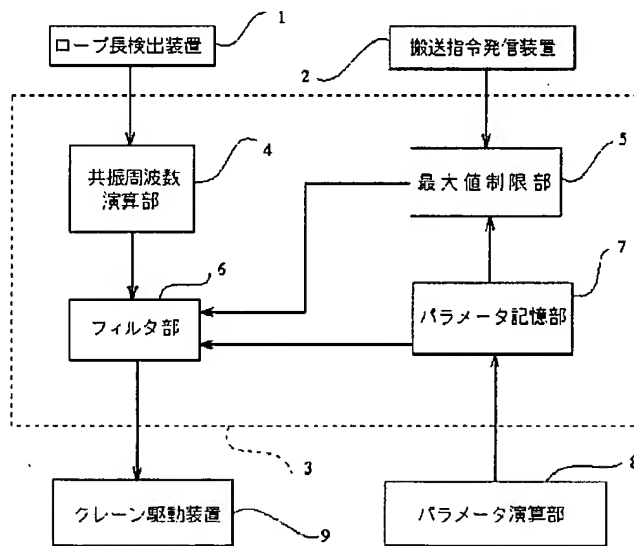 1
ロープ長検出装置
搬送指令発信装置
2
4
共振周波数
演算部
5
最大値制限部
6
フィルタ部
7
パラメータ記憶部
3
8
クレーン駆動装置
9
パラメータ演算部